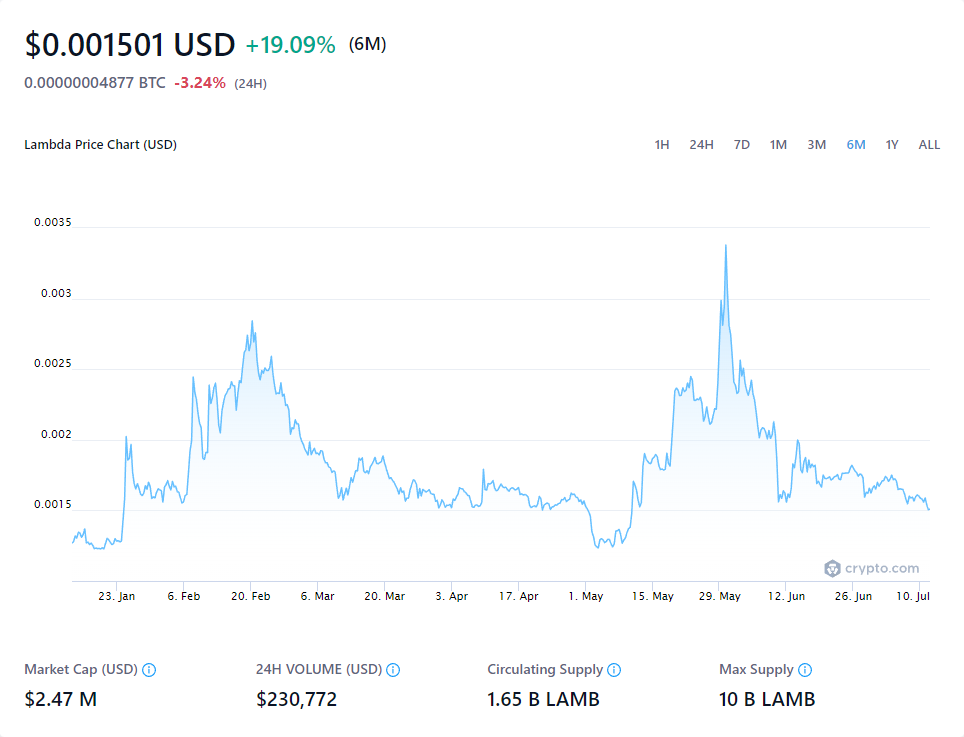 $0.001501 USD +19.09% (6M)
0.00000004877 BTC -3.24% (24H)
Lambda Price Chart (USD)
1H 24H 7D 1M 3M 6M 1Y ALL
0.0035
0.003
0.0025
0.002
0.0015
crypto.com
23. Jan 6. Feb 20. Feb 6. Mar 20. Mar 3. Apr 17. Apr 1. May 15. May 29. May 12. Jun 26. Jun 10. Jul
Market Cap (USD) 24H VOLUME (USD) Circulating Supply Max Supply
$2.47 M $230,772 1.65 B LAMB 10 B LAMB